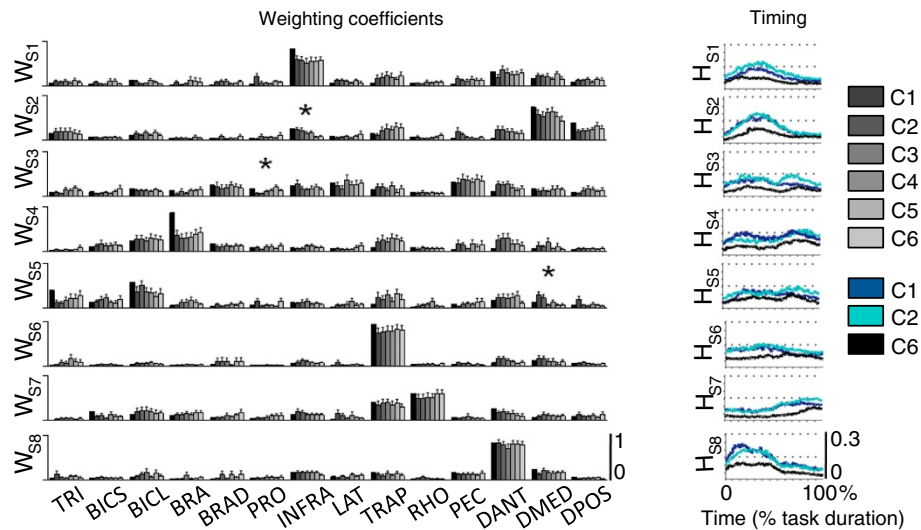 Weighting coefficients
Timing
WS1
HS1
WS2
*
HS2
WS3
*
HS3
WS4
HS4
WS5
*
HS5
WS6
HS6
WS7
HS7
WS8
1
0
HS8
0.3
0
C1
C2
C3
C4
C5
C6
C1
C2
C6
TRI BICS BICL BRA BRAD PRO INFRA LAT TRAP RHO PEC DANT DMED DPOS
0 100%
Time (% task duration)